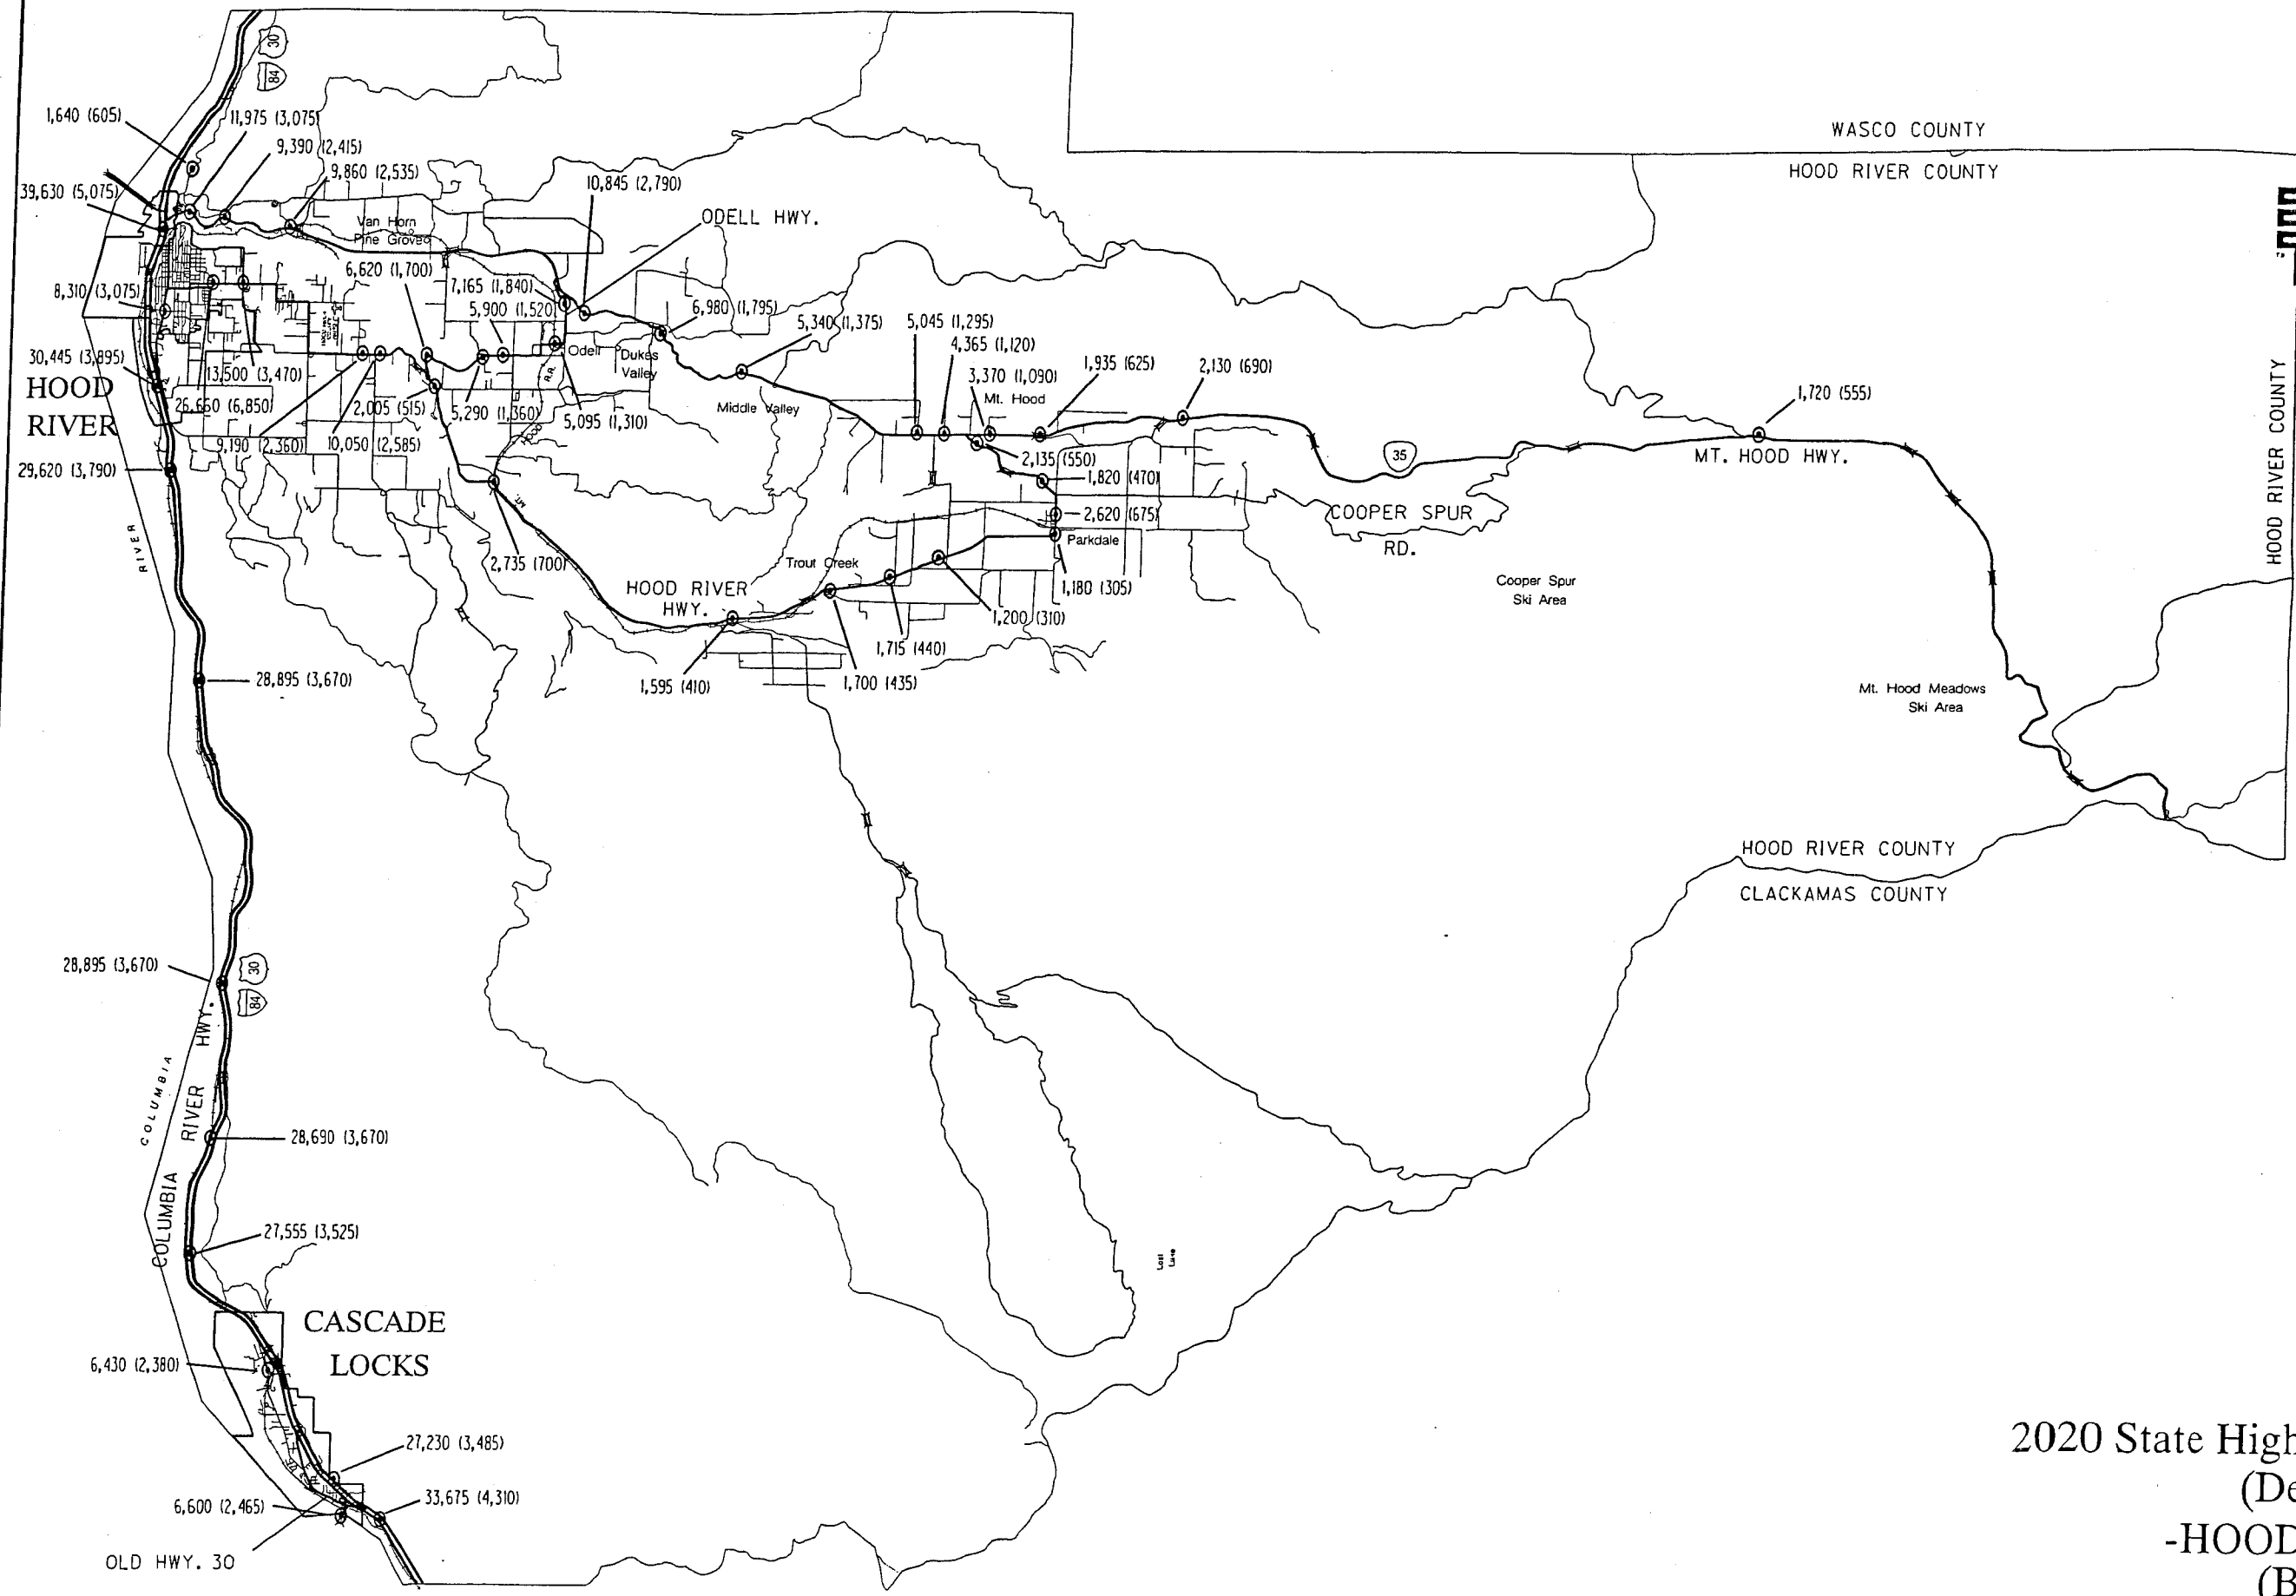 30
84
1,640 (605)
11,975 (3,075)
9,390 (2,415)
9,860 (2,535)
39,630 (5,075)
10,845 (2,790)
WASCO COUNTY
HOOD RIVER COUNTY
ODELL HWY.
Van Horn
Pine Grove
6,620 (1,700)
7,165 (1,840)
5,900 (1,520)
8,310 (3,075)
6,980 (1,795)
5,340 (1,375)
5,045 (1,295)
4,365 (1,120)
3,370 (1,090)
Mt. Hood
1,935 (625)
2,130 (690)
1,720 (555)
30,445 (3,895)
HOOD
RIVER
13,500 (3,470)
26,660 (6,850)
9,190 (2,360)
10,050 (2,585)
2,005 (515)
5,290 (1,360)
5,095 (1,310)
Odell
Dukes
Valley
R.R.
HOOD
MT.
Middle Valley
2,135 (550)
1,820 (470)
2,620 (675)
Parkdale
1,180 (305)
35
MT. HOOD HWY.
COOPER SPUR
RD.
HOOD RIVER COUNTY
29,620 (3,790)
RIVER
2,735 (700)
HOOD RIVER
HWY.
Trout Creek
1,200 (310)
1,715 (440)
1,700 (435)
1,595 (410)
Cooper Spur
Ski Area
Mt. Hood Meadows
Ski Area
28,895 (3,670)
HOOD RIVER COUNTY
CLACKAMAS COUNTY
28,895 (3,670)
30
84
COLUMBIA
COLUMBIA RIVER HWY.
28,690 (3,670)
27,555 (3,525)
Lost
Lake
CASCADE
LOCKS
6,430 (2,380)
27,230 (3,485)
6,600 (2,465)
33,675 (4,310)
OLD HWY. 30
2020 State High
(De
-HOOD
(B